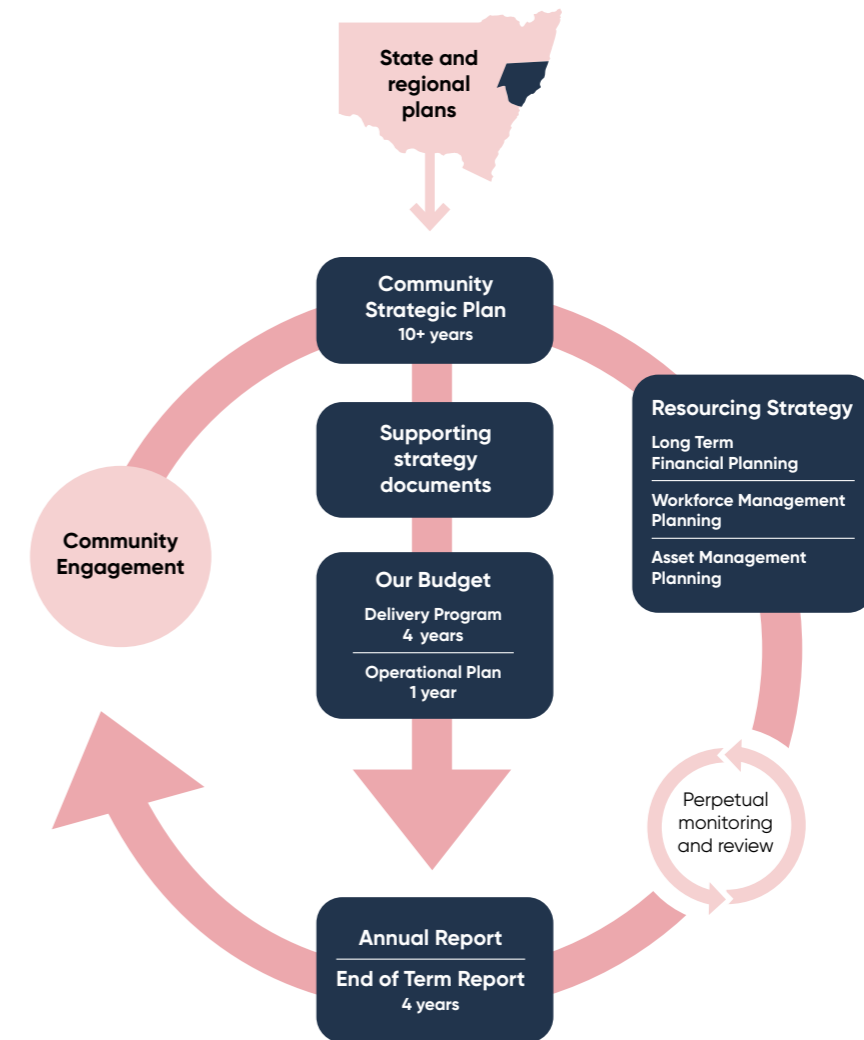 State and
regional
plans
Community
Strategic Plan
10+ years
Supporting
strategy
documents
Resourcing Strategy
Long Term
Financial Planning
Workforce Management
Planning
Asset Management
Planning
Community
Engagement
Our Budget
Delivery Program
4 years
Operational Plan
1 year
Perpetual
monitoring
and review
Annual Report
End of Term Report
4 years